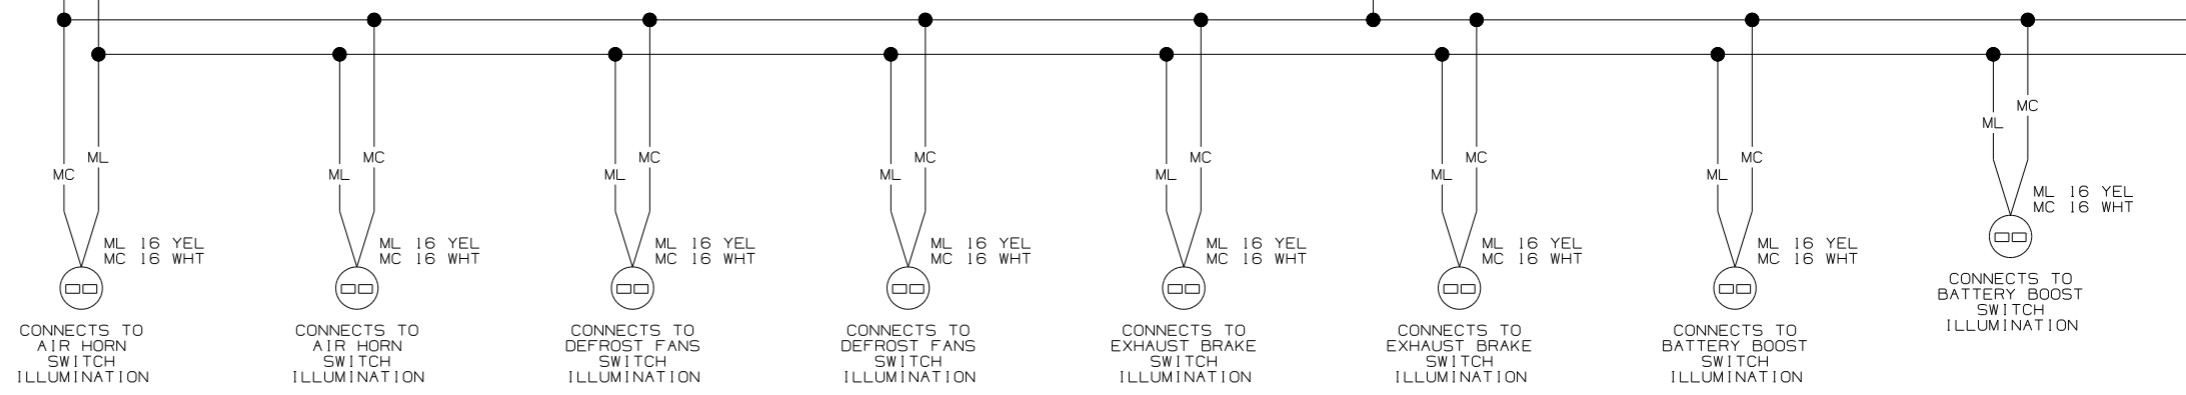 MC
ML
ML 16 YEL
MC 16 WHT
CONNECTS TO
AIR HORN
SWITCH
ILLUMINATION
ML
MC
ML 16 YEL
MC 16 WHT
CONNECTS TO
AIR HORN
SWITCH
ILLUMINATION
ML
MC
ML 16 YEL
MC 16 WHT
CONNECTS TO
DEFROST FANS
SWITCH
ILLUMINATION
ML
MC
ML 16 YEL
MC 16 WHT
CONNECTS TO
DEFROST FANS
SWITCH
ILLUMINATION
ML
MC
ML 16 YEL
MC 16 WHT
CONNECTS TO
EXHAUST BRAKE
SWITCH
ILLUMINATION
ML
MC
ML 16 YEL
MC 16 WHT
CONNECTS TO
EXHAUST BRAKE
SWITCH
ILLUMINATION
ML
MC
ML 16 YEL
MC 16 WHT
CONNECTS TO
BATTERY BOOST
SWITCH
ILLUMINATION
ML
MC
ML 16 YEL
MC 16 WHT
CONNECTS TO
BATTERY BOOST
SWITCH
ILLUMINATION